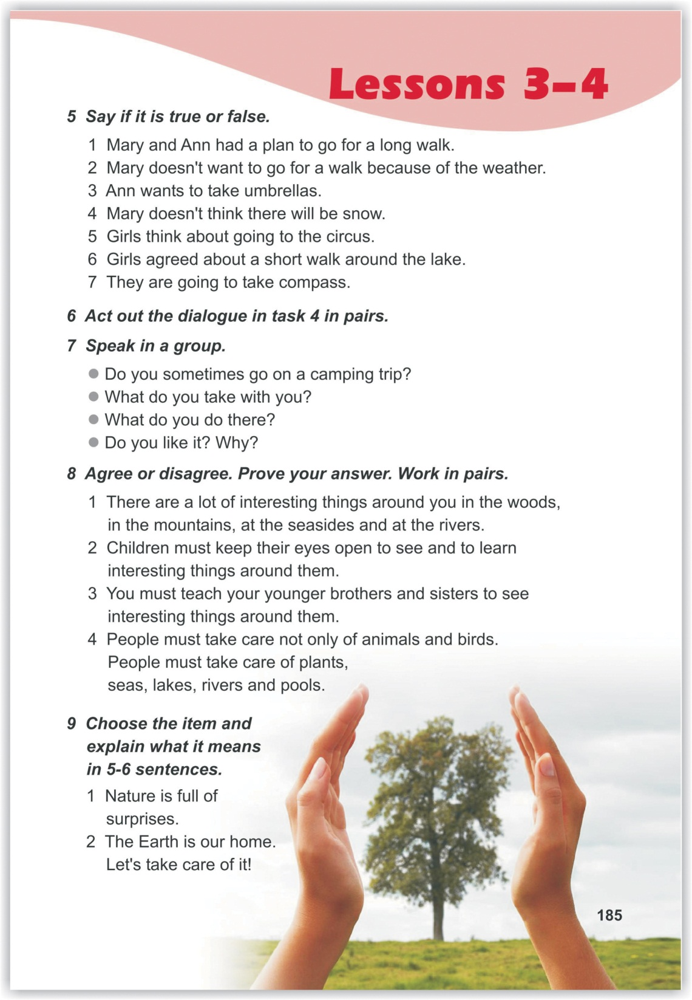 Lessons 3–4
5 Say if it is true or false.
1 Mary and Ann had a plan to go for a long walk.
2 Mary doesn't want to go for a walk because of the weather.
3 Ann wants to take umbrellas.
4 Mary doesn't think there will be snow.
5 Girls think about going to the circus.
6 Girls agreed about a short walk around the lake.
7 They are going to take compass.
6 Act out the dialogue in task 4 in pairs.
7 Speak in a group.
● Do you sometimes go on a camping trip?
● What do you take with you?
● What do you do there?
● Do you like it? Why?
8 Agree or disagree. Prove your answer. Work in pairs.
1 There are a lot of interesting things around you in the woods,
in the mountains, at the seasides and at the rivers.
2 Children must keep their eyes open to see and to learn
interesting things around them.
3 You must teach your younger brothers and sisters to see
interesting things around them.
4 People must take care not only of animals and birds.
People must take care of plants,
seas, lakes, rivers and pools.
9 Choose the item and
explain what it means
in 5-6 sentences.
1 Nature is full of
surprises.
2 The Earth is our home.
Let's take care of it!
185